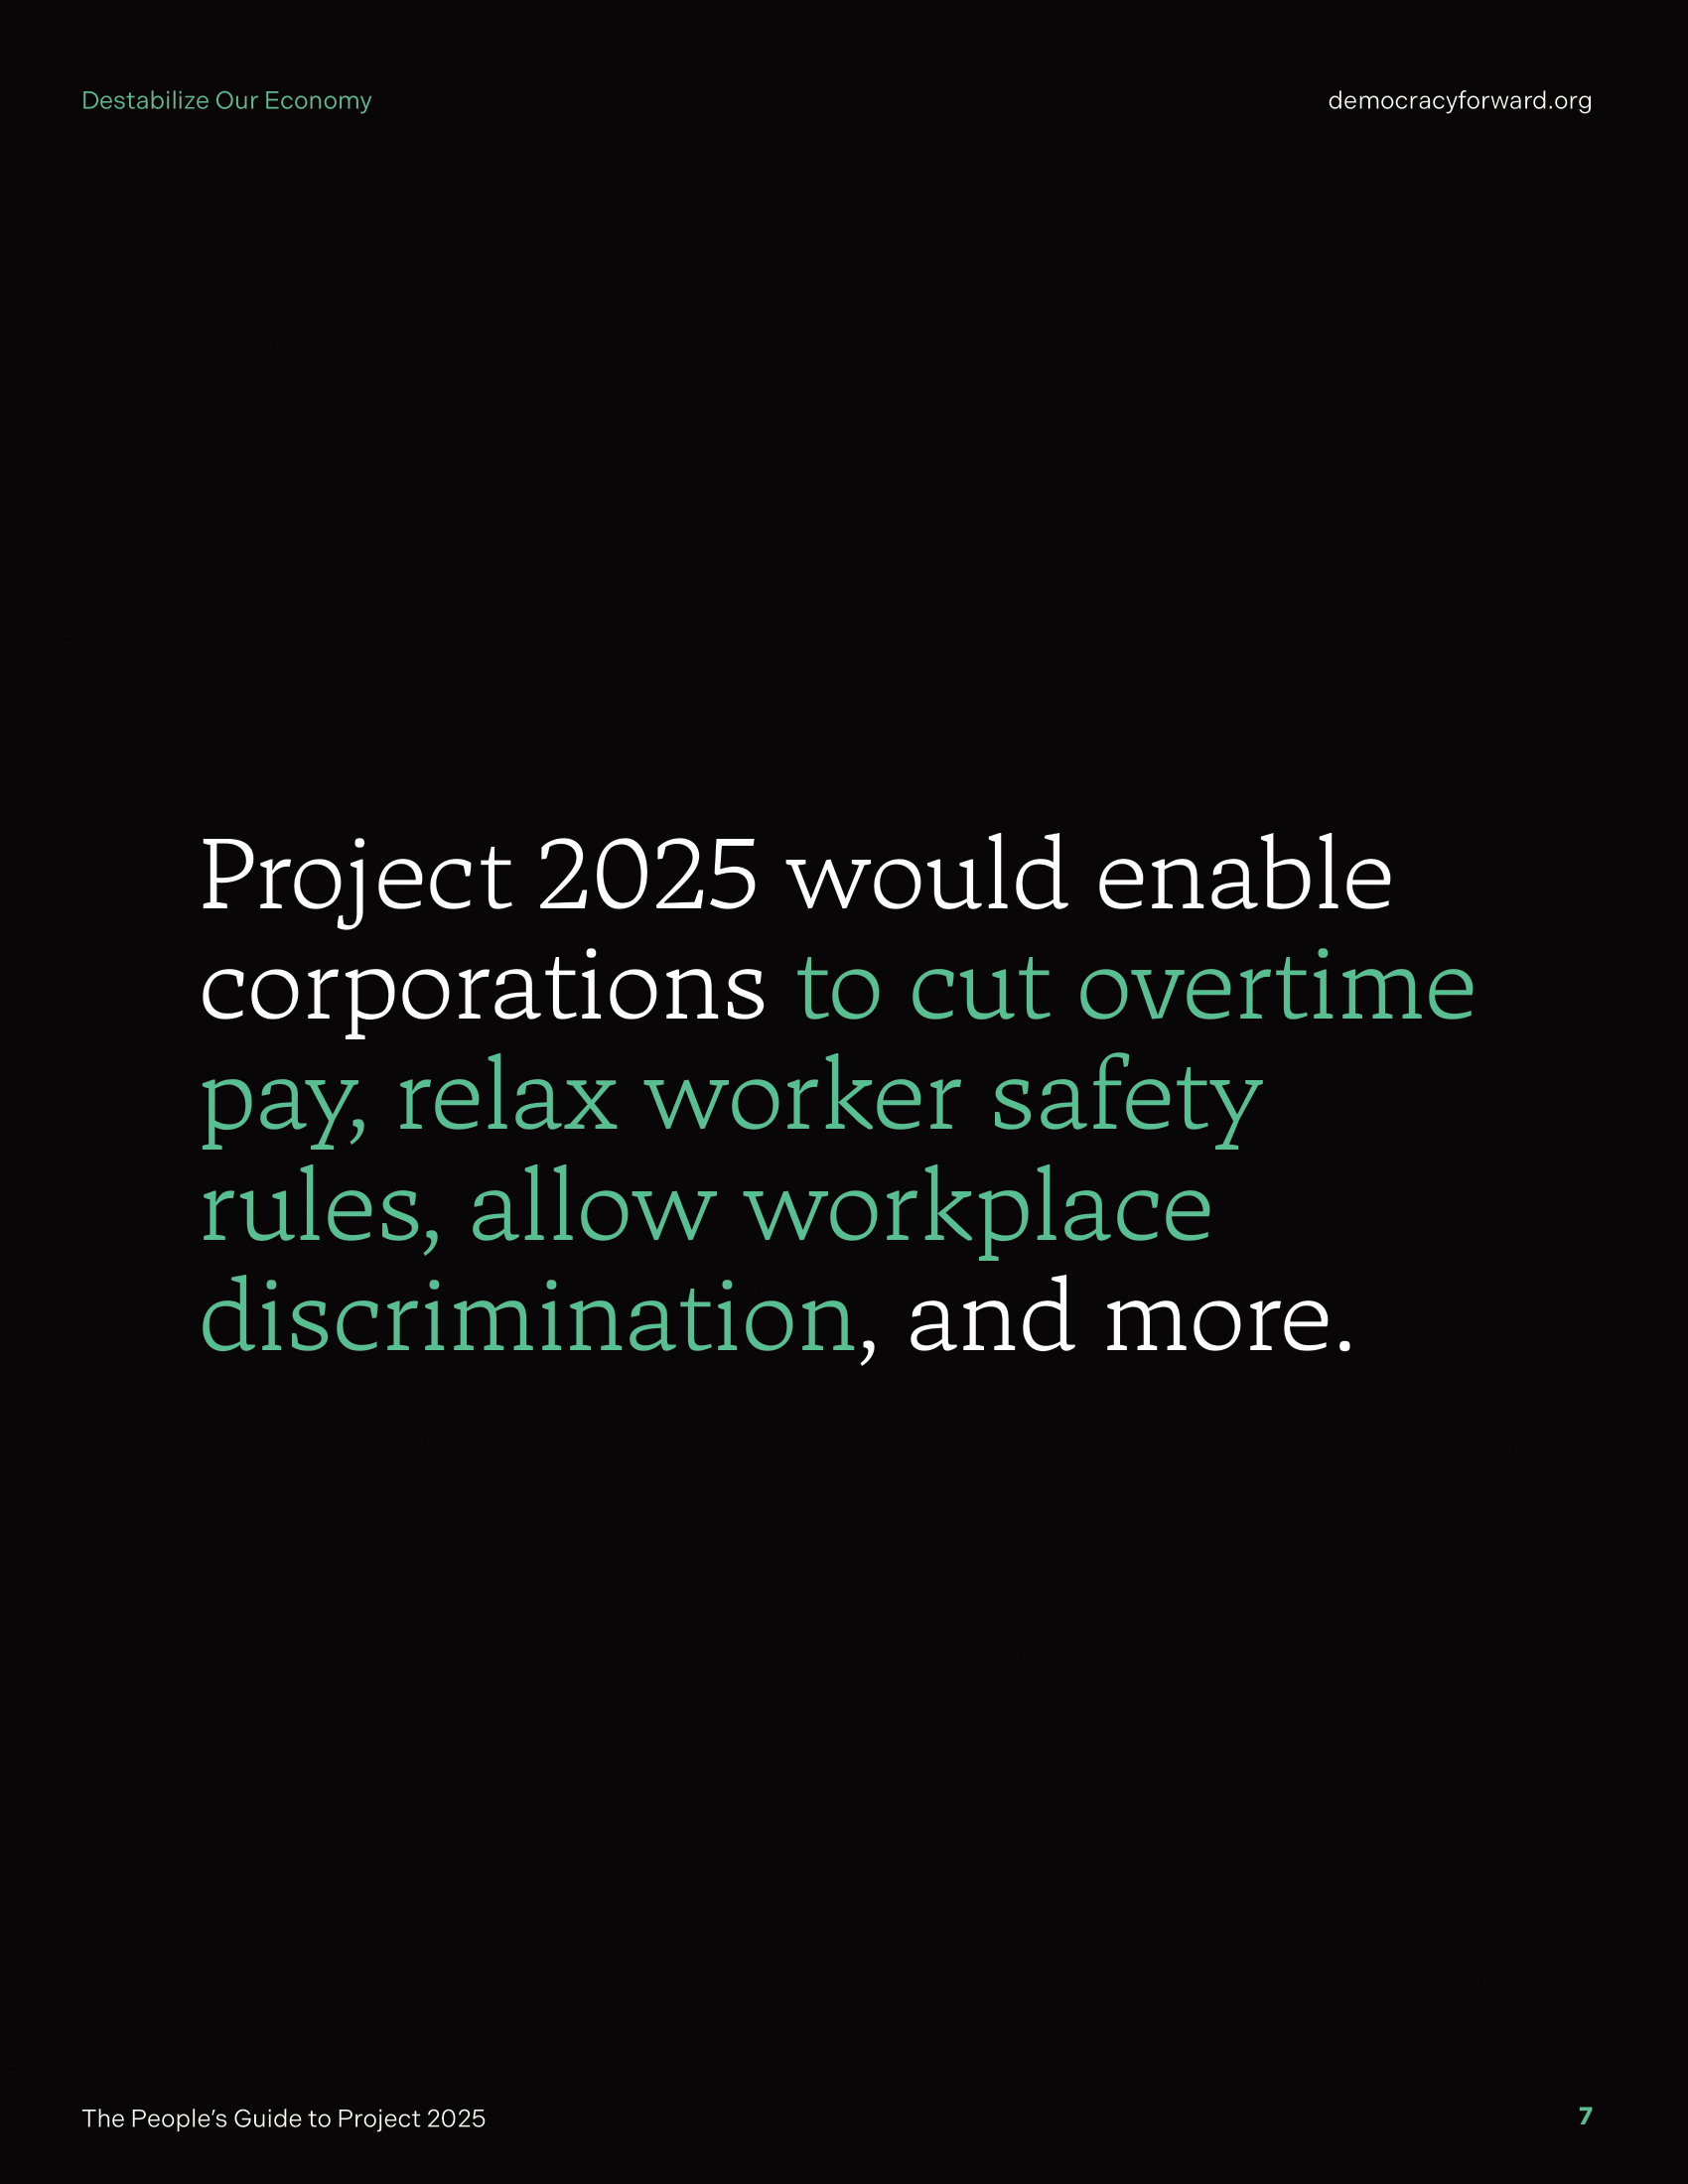 Destabilize Our Economy
democracyforward.org
Project 2025 would enable
corporations to cut overtime
pay, relax worker safety
rules, allow workplace
discrimination, and more.
The People’s Guide to Project 2025
7